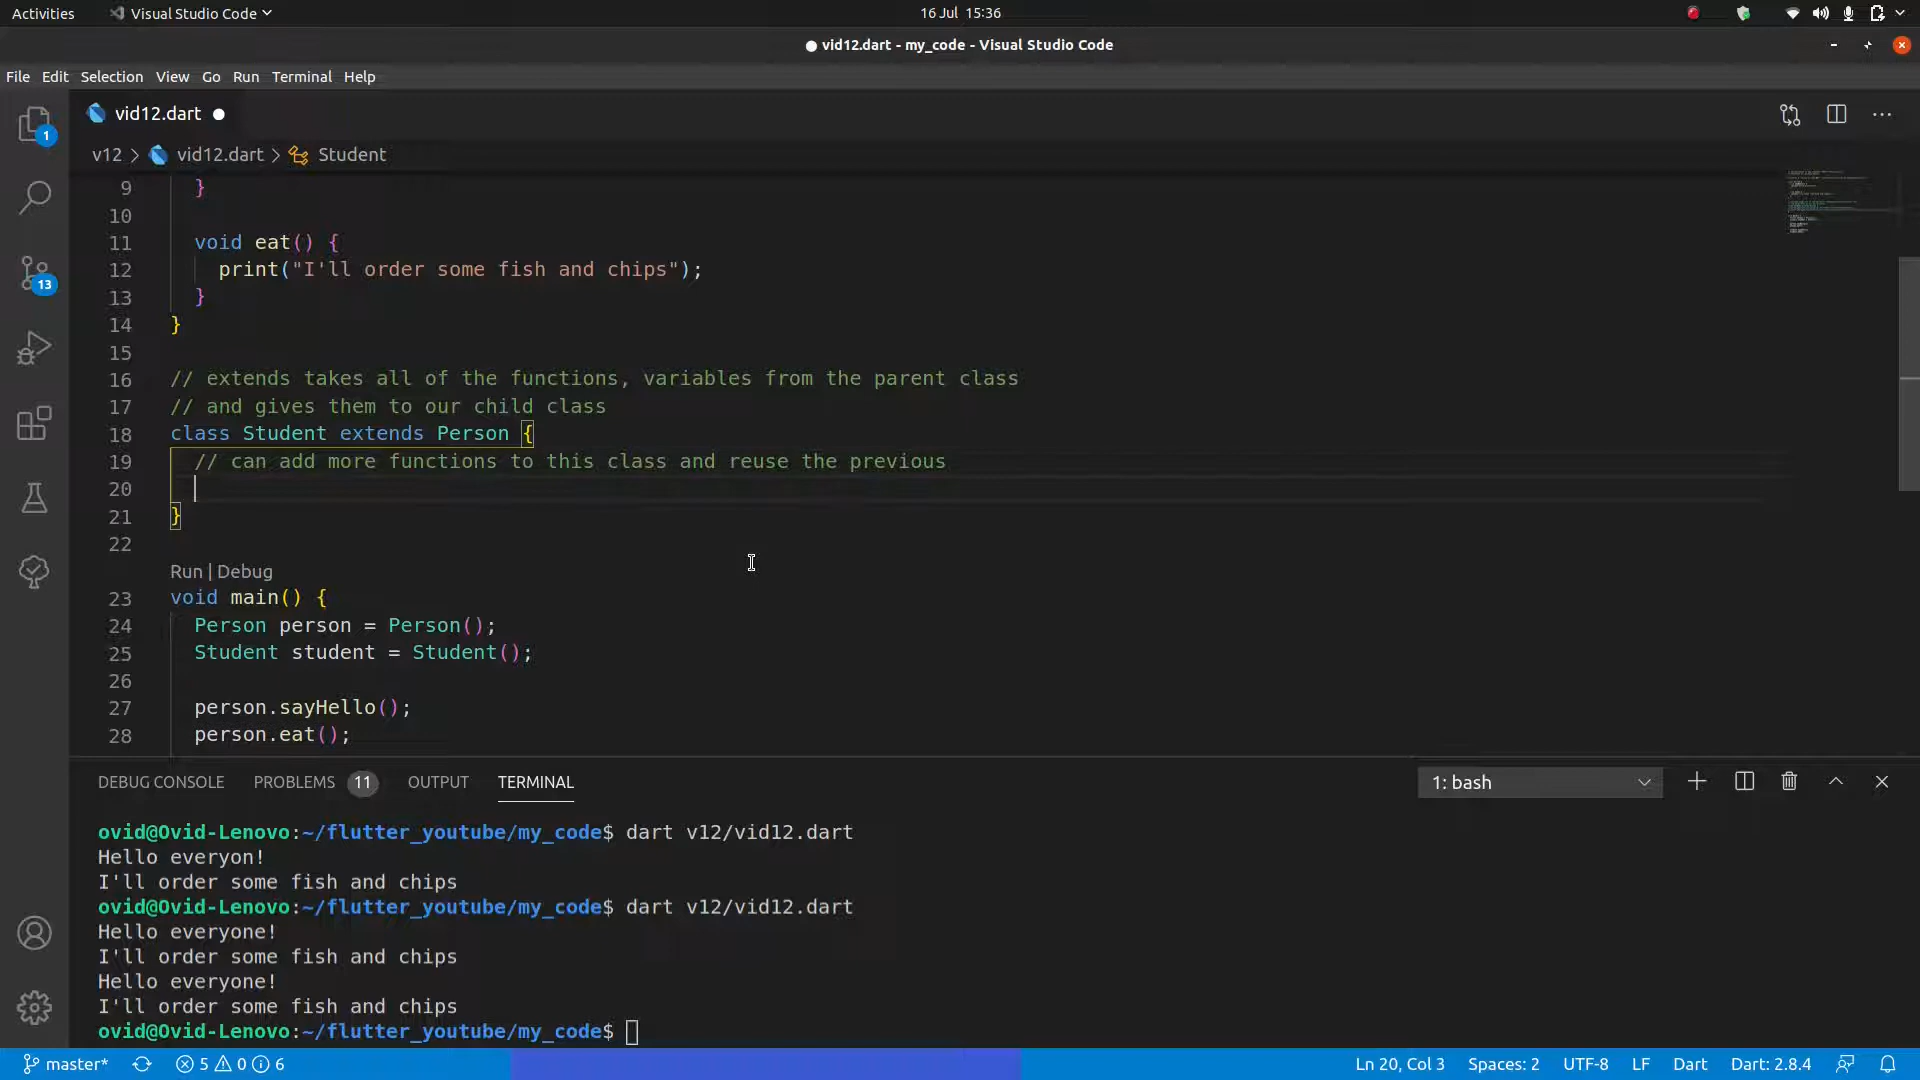 Activities
Visual Studio Code
16 Jul 15:36
● vid12.dart - my_code - Visual Studio Code
File Edit Selection View Go Run Terminal Help
1
vid12.dart ●
v12 > vid12.dart > Student
9 }
10
11 void eat() {
12 print("I'll order some fish and chips");
13 }
14 }
15
16 // extends takes all of the functions, variables from the parent class
17 // and gives them to our child class
18 class Student extends Person {
19 // can add more functions to this class and reuse the previous
20
21 }
22
13
Run | Debug
23 void main() {
24 Person person = Person();
25 Student student = Student();
26
27 person.sayHello();
28 person.eat();
DEBUG CONSOLE PROBLEMS 11 OUTPUT TERMINAL
1: bash
ovid@Ovid-Lenovo:~/flutter_youtube/my_code$ dart v12/vid12.dart
Hello everyon!
I'll order some fish and chips
ovid@Ovid-Lenovo:~/flutter_youtube/my_code$ dart v12/vid12.dart
Hello everyone!
I'll order some fish and chips
Hello everyone!
I'll order some fish and chips
ovid@Ovid-Lenovo:~/flutter_youtube/my_code$
master* 5 0 6
Ln 20, Col 3 Spaces: 2 UTF-8 LF Dart Dart: 2.8.4